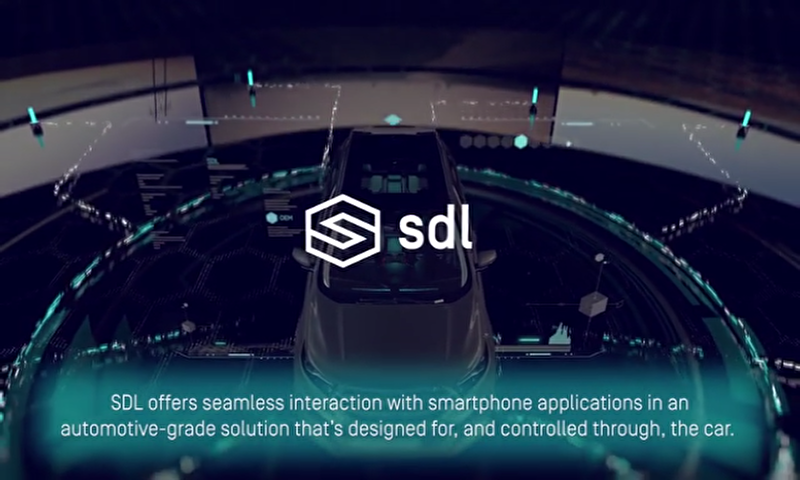 OEM
sdl
SDL offers seamless interaction with smartphone applications in an
automotive-grade solution that's designed for, and controlled through, the car.